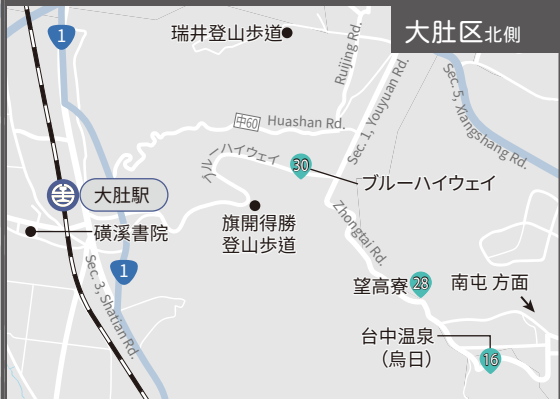 大肚区北側
1
瑞井登山歩道
Ruijing Rd.
Sec. 1, Youyuan Rd.
Sec. 5, Xiangshang Rd.
中60
Huashan Rd.
ブルーハイウェイ
30
ブルーハイウェイ
大肚駅
旗開得勝
登山歩道
磺溪書院
Zhongtai Rd.
1
Sec. 3, Shatian Rd.
望高寮
28
南屯 方面
台中温泉
（烏日）
16